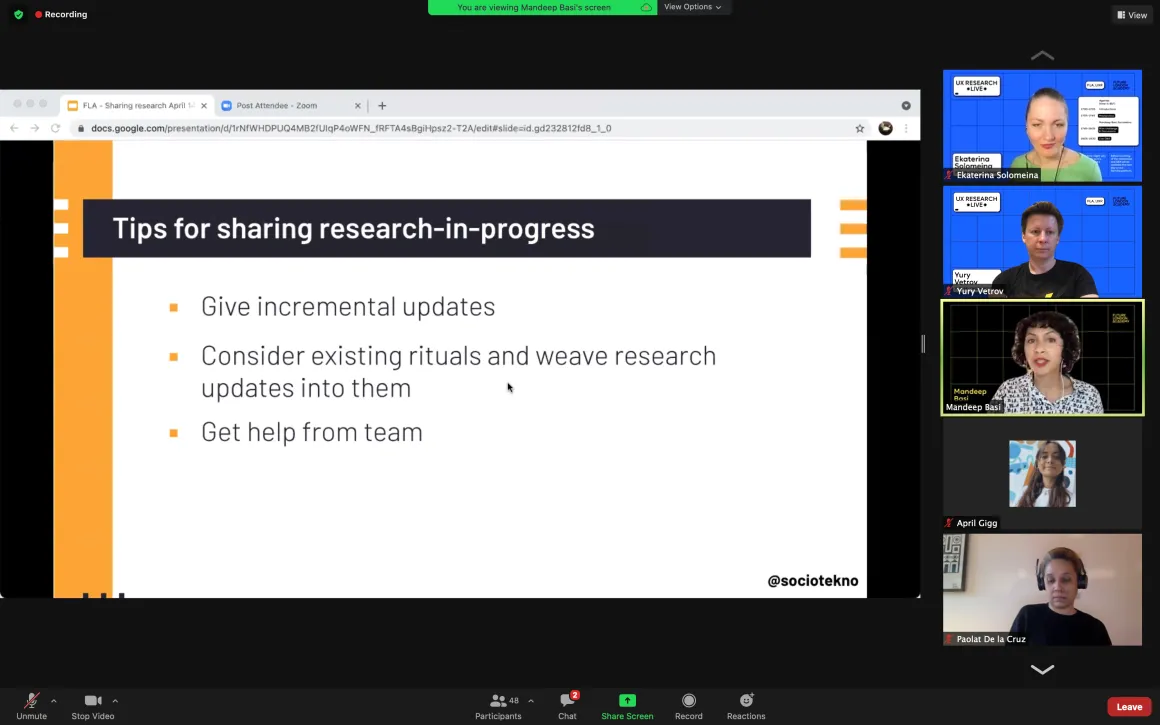 Recording
You are viewing Mandeep Basi's screen
View Options
View
FLA - Sharing research April 1
Post Attendee - Zoom
docs.google.com/presentation/d/1rNfWHDPUQ4MB2fUIqP4oWFN_fRFTA4sBgiHpsz2-T2A/edit#slide=id.gd232812fd8_1_0
Tips for sharing research-in-progress
Give incremental updates
Consider existing rituals and weave research
updates into them
Get help from team
@sociotekno
UX RESEARCH
LIVE
Ekaterina
Solomeina
Ekaterina Solomeina
UX RESEARCH
LIVE
Yury
Vetrov
Yury Vetrov
FUTURE
LONDON
ACADEMY
Mandeep
Basi
Mandeep Basi
April Gigg
Paolat De la Cruz
Unmute
Stop Video
48
Participants
2
Chat
Share Screen
Record
Reactions
Leave